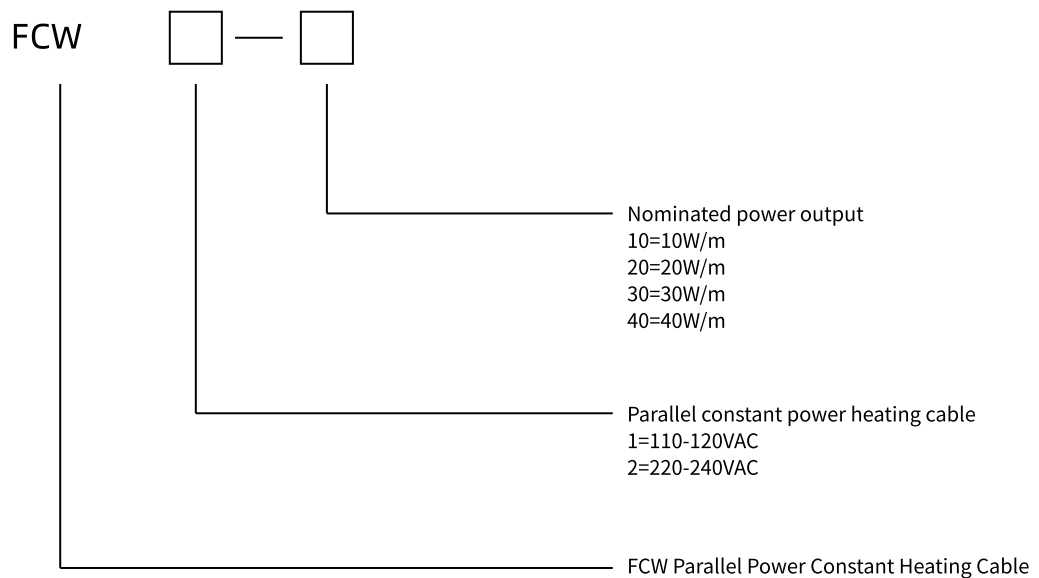 FCW
Nominated power output
10=10W/m
20=20W/m
30=30W/m
40=40W/m
Parallel constant power heating cable
1=110-120VAC
2=220-240VAC
FCW Parallel Power Constant Heating Cable